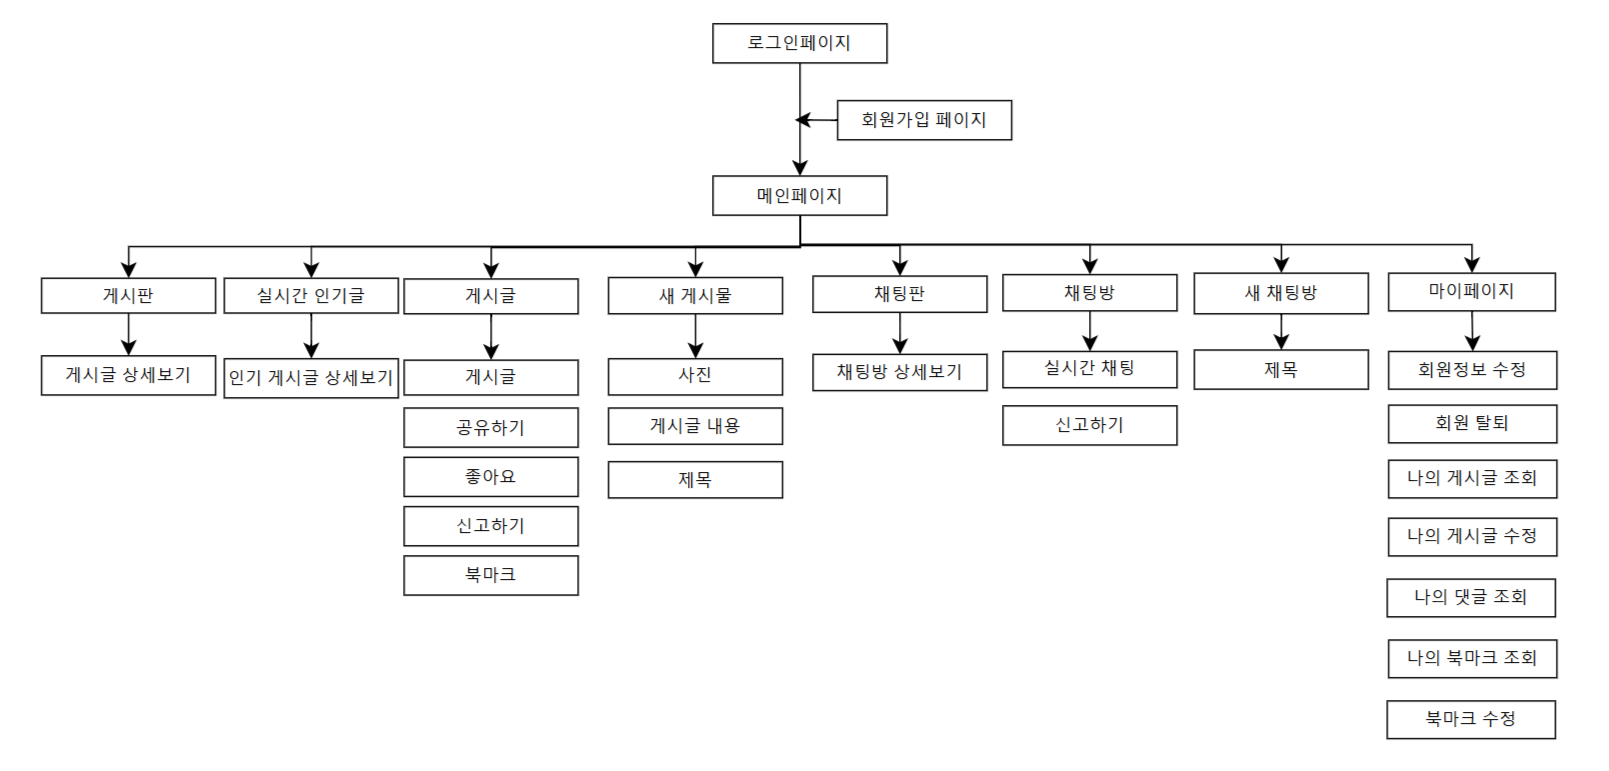 로그인페이지
회원가입 페이지
메인페이지
게시판
실시간 인기글
게시글
새 게시물
채팅판
채팅방
새 채팅방
마이페이지
게시글 상세보기
인기 게시글 상세보기
게시글
사진
채팅방 상세보기
실시간 채팅
제목
회원정보 수정
공유하기
게시글 내용
신고하기
회원 탈퇴
좋아요
제목
나의 게시글 조회
신고하기
나의 게시글 수정
북마크
나의 댓글 조회
나의 북마크 조회
북마크 수정